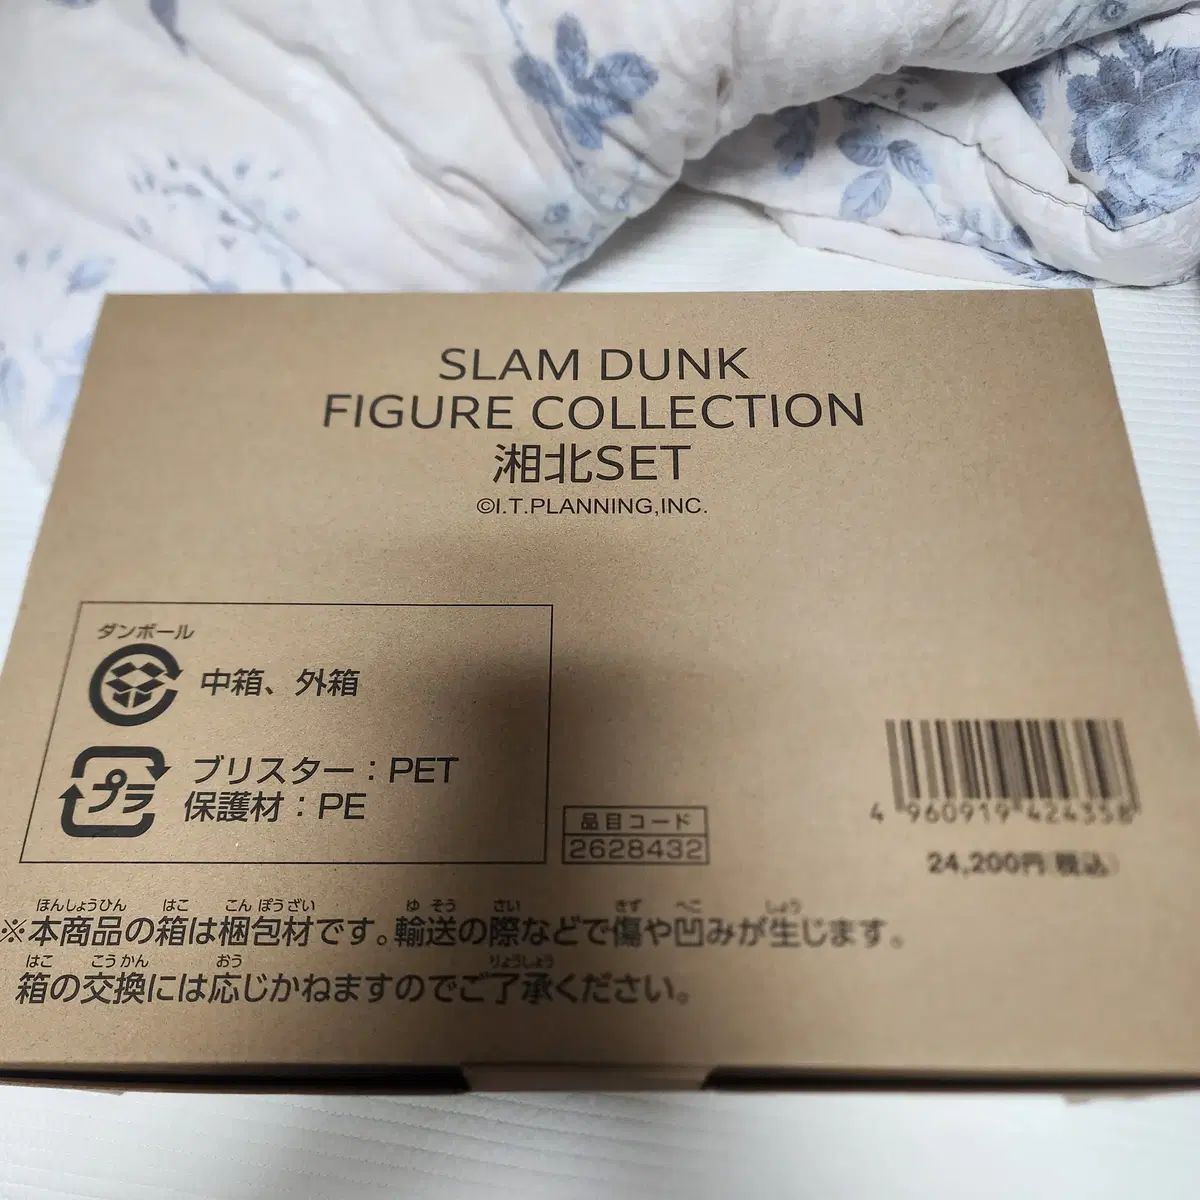 SLAM DUNK
FIGURE COLLECTION
湘北SET
©I.T.PLANNING,INC.
ダンボール
中箱、外箱
プラ
ブリスター：PET
保護材：PE
品目コード
2628432
4 960919 424358
24,200円(税込)
ほんしょうひん はこ こん ぽうざい ゆ そう さい きず へこ しょう
※本商品の箱は梱包材です。輸送の際などで傷や凹みが生じます。
はこ こうかん おう りょうしょう
箱の交換には応じかねますのでご了承ください。